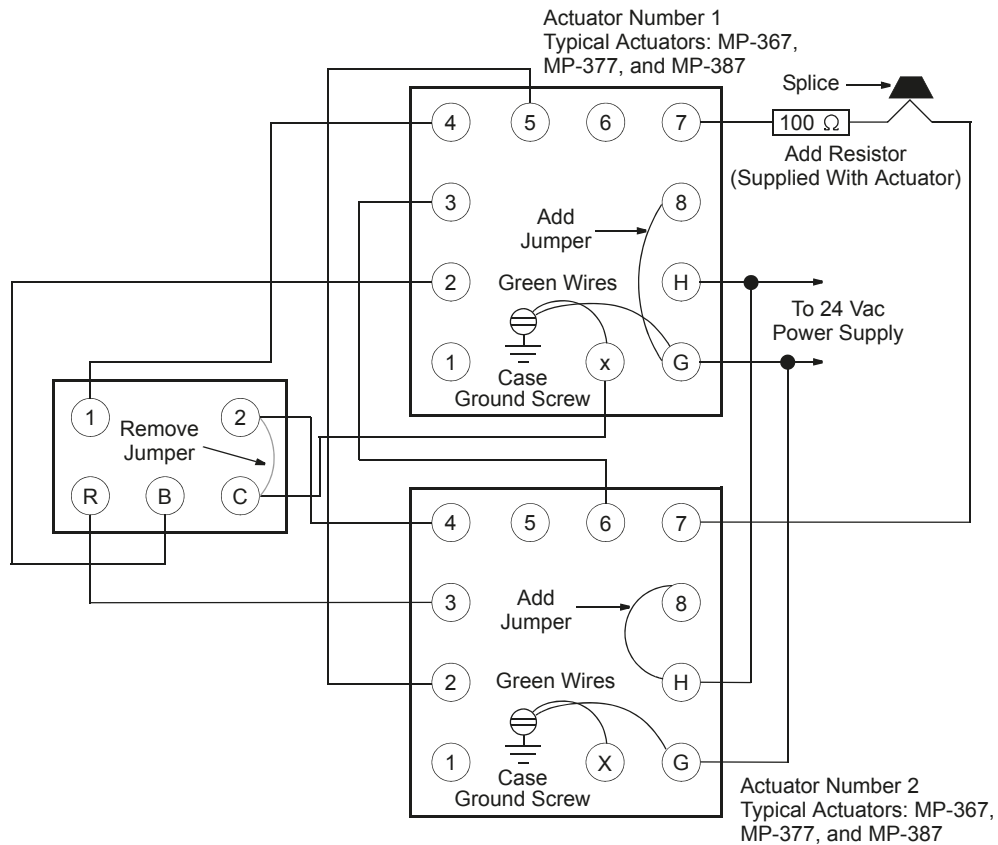 Actuator Number 1
Typical Actuators: MP-367,
MP-377, and MP-387
Splice
4
5
6
7
100 Ω
Add Resistor
(Supplied With Actuator)
3
Add
Jumper
8
2
Green Wires
H
To 24 Vac
Power Supply
1
Case
Ground Screw
x
G
1
2
Remove
Jumper
R
B
C
4
5
6
7
3
Add
Jumper
8
2
Green Wires
H
1
Case
Ground Screw
X
G
Actuator Number 2
Typical Actuators: MP-367,
MP-377, and MP-387